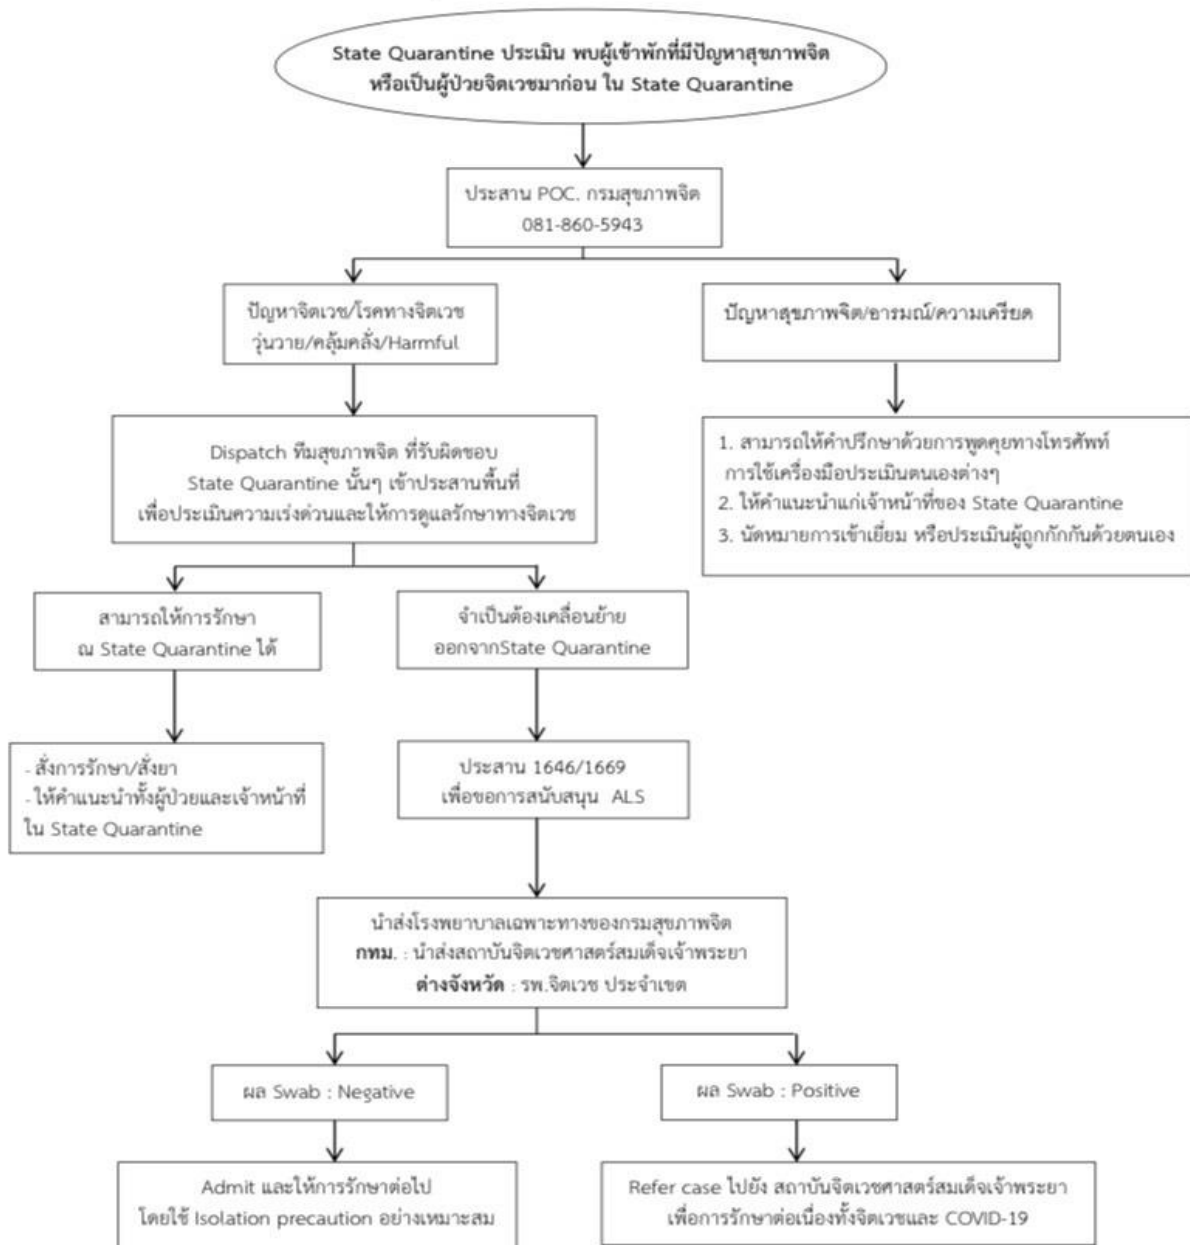 State Quarantine ประเมิน พบผู้เข้าพักที่มีปัญหาสุขภาพจิต
หรือเป็นผู้ป่วยจิตเวชมาก่อน ใน State Quarantine
ประสาน POC. กรมสุขภาพจิต
081-860-5943
ปัญหาจิตเวช/โรคทางจิตเวช
วุ่นวาย/คลุ้มคลั่ง/Harmful
ปัญหาสุขภาพจิต/อารมณ์/ความเครียด
Dispatch ทีมสุขภาพจิต ที่รับผิดชอบ
State Quarantine นั้นๆ เข้าประสานพื้นที่
เพื่อประเมินความเร่งด่วนและให้การดูแลรักษาทางจิตเวช
1. สามารถให้คำปรึกษาด้วยการพูดคุยทางโทรศัพท์
การใช้เครื่องมือประเมินตนเองต่างๆ
2. ให้คำแนะนำแก่เจ้าหน้าที่ของ State Quarantine
3. นัดหมายการเข้าเยี่ยม หรือประเมินผู้ถูกกักกันด้วยตนเอง
สามารถให้การรักษา
ณ State Quarantine ได้
จำเป็นต้องเคลื่อนย้าย
ออกจากState Quarantine
- สั่งการรักษา/สั่งยา
- ให้คำแนะนำทั้งผู้ป่วยและเจ้าหน้าที่
ใน State Quarantine
ประสาน 1646/1669
เพื่อขอการสนับสนุน ALS
นำส่งโรงพยาบาลเฉพาะทางของกรมสุขภาพจิต
กทม. : นำส่งสถาบันจิตเวชศาสตร์สมเด็จเจ้าพระยา
ต่างจังหวัด : รพ.จิตเวช ประจำเขต
ผล Swab : Negative
ผล Swab : Positive
Admit และให้การรักษาต่อไป
โดยใช้ Isolation precaution อย่างเหมาะสม
Refer case ไปยัง สถาบันจิตเวชศาสตร์สมเด็จเจ้าพระยา
เพื่อการรักษาต่อเนื่องทั้งจิตเวชและ COVID-19